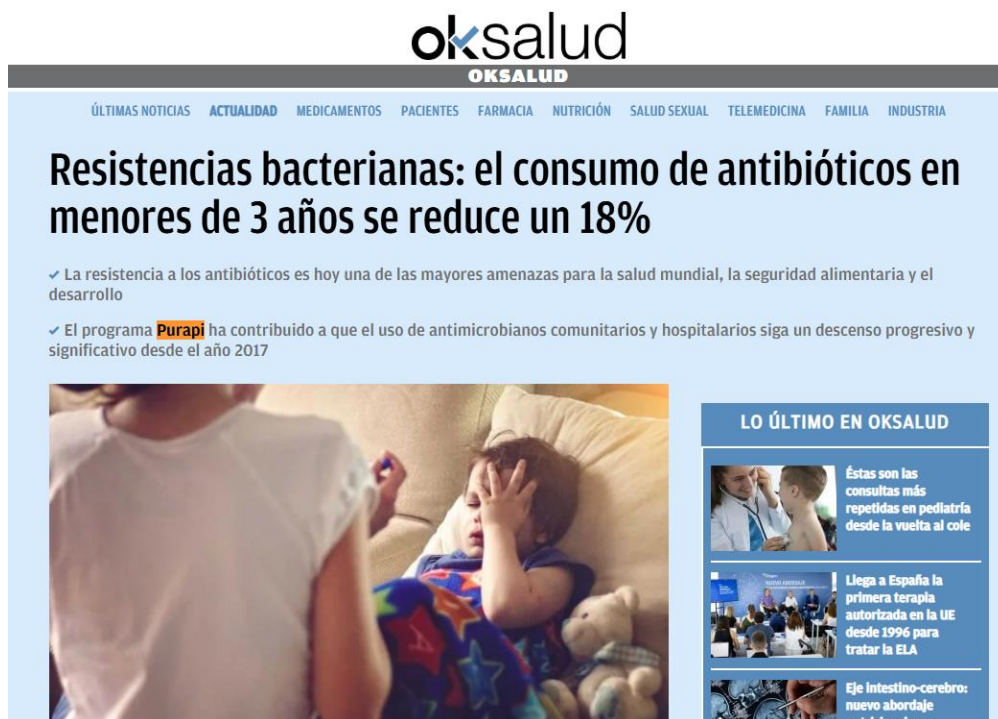 oksalud
OKSALUD
ÚLTIMAS NOTICIAS ACTUALIDAD MEDICAMENTOS PACIENTES FARMACIA NUTRICIÓN SALUD SEXUAL TELEMEDICINA FAMILIA INDUSTRIA
Resistencias bacterianas: el consumo de antibióticos en
menores de 3 años se reduce un 18%
La resistencia a los antibióticos es hoy una de las mayores amenazas para la salud mundial, la seguridad alimentaria y el
desarrollo
El programa Purapi ha contribuido a que el uso de antimicrobianos comunitarios y hospitalarios siga un descenso progresivo y
significativo desde el año 2017
LO ÚLTIMO EN OKSALUD
Éstas son las
consultas más
repetidas en pediatría
desde la vuelta al cole
Llega a España la
primera terapia
autorizada en la UE
desde 1996 para
tratar la ELA
Eje intestino-cerebro:
nuevo abordaje